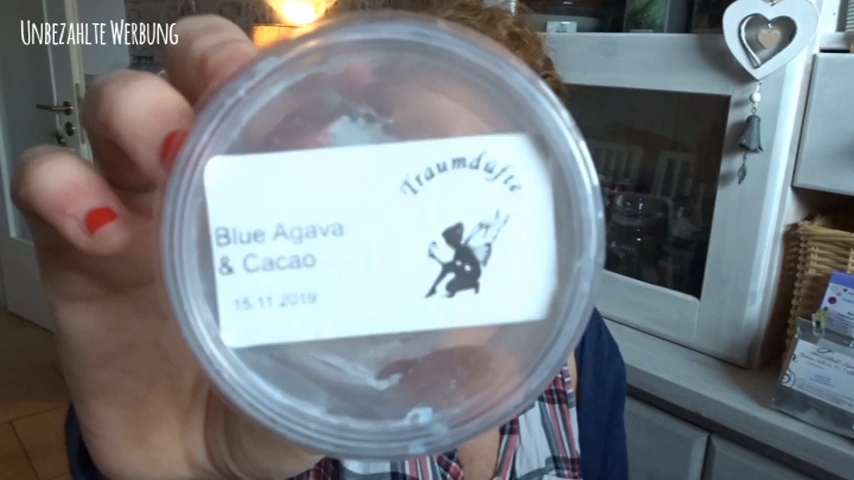 UNBEZAHLTE WERBUNG
Traumdüfte
Blue Agava
& Cacao
15.11.2019